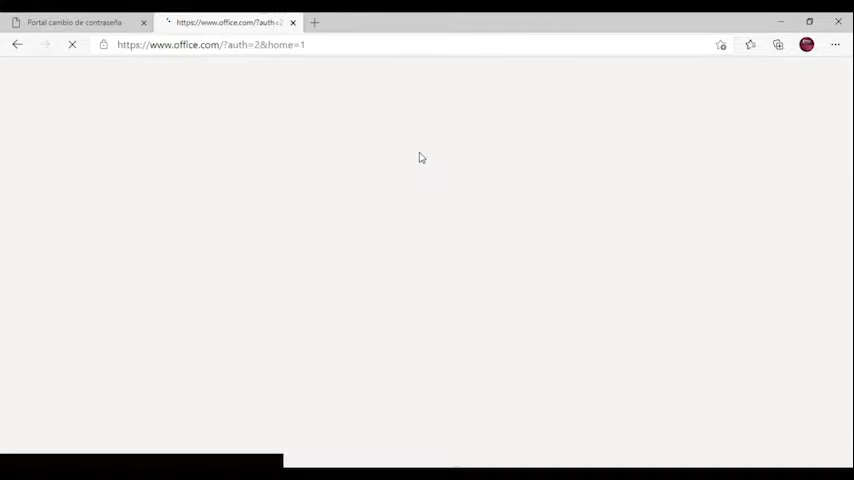 Portal cambio de contraseña
https://www.office.com/?auth=2
https://www.office.com/?auth=2&home=1